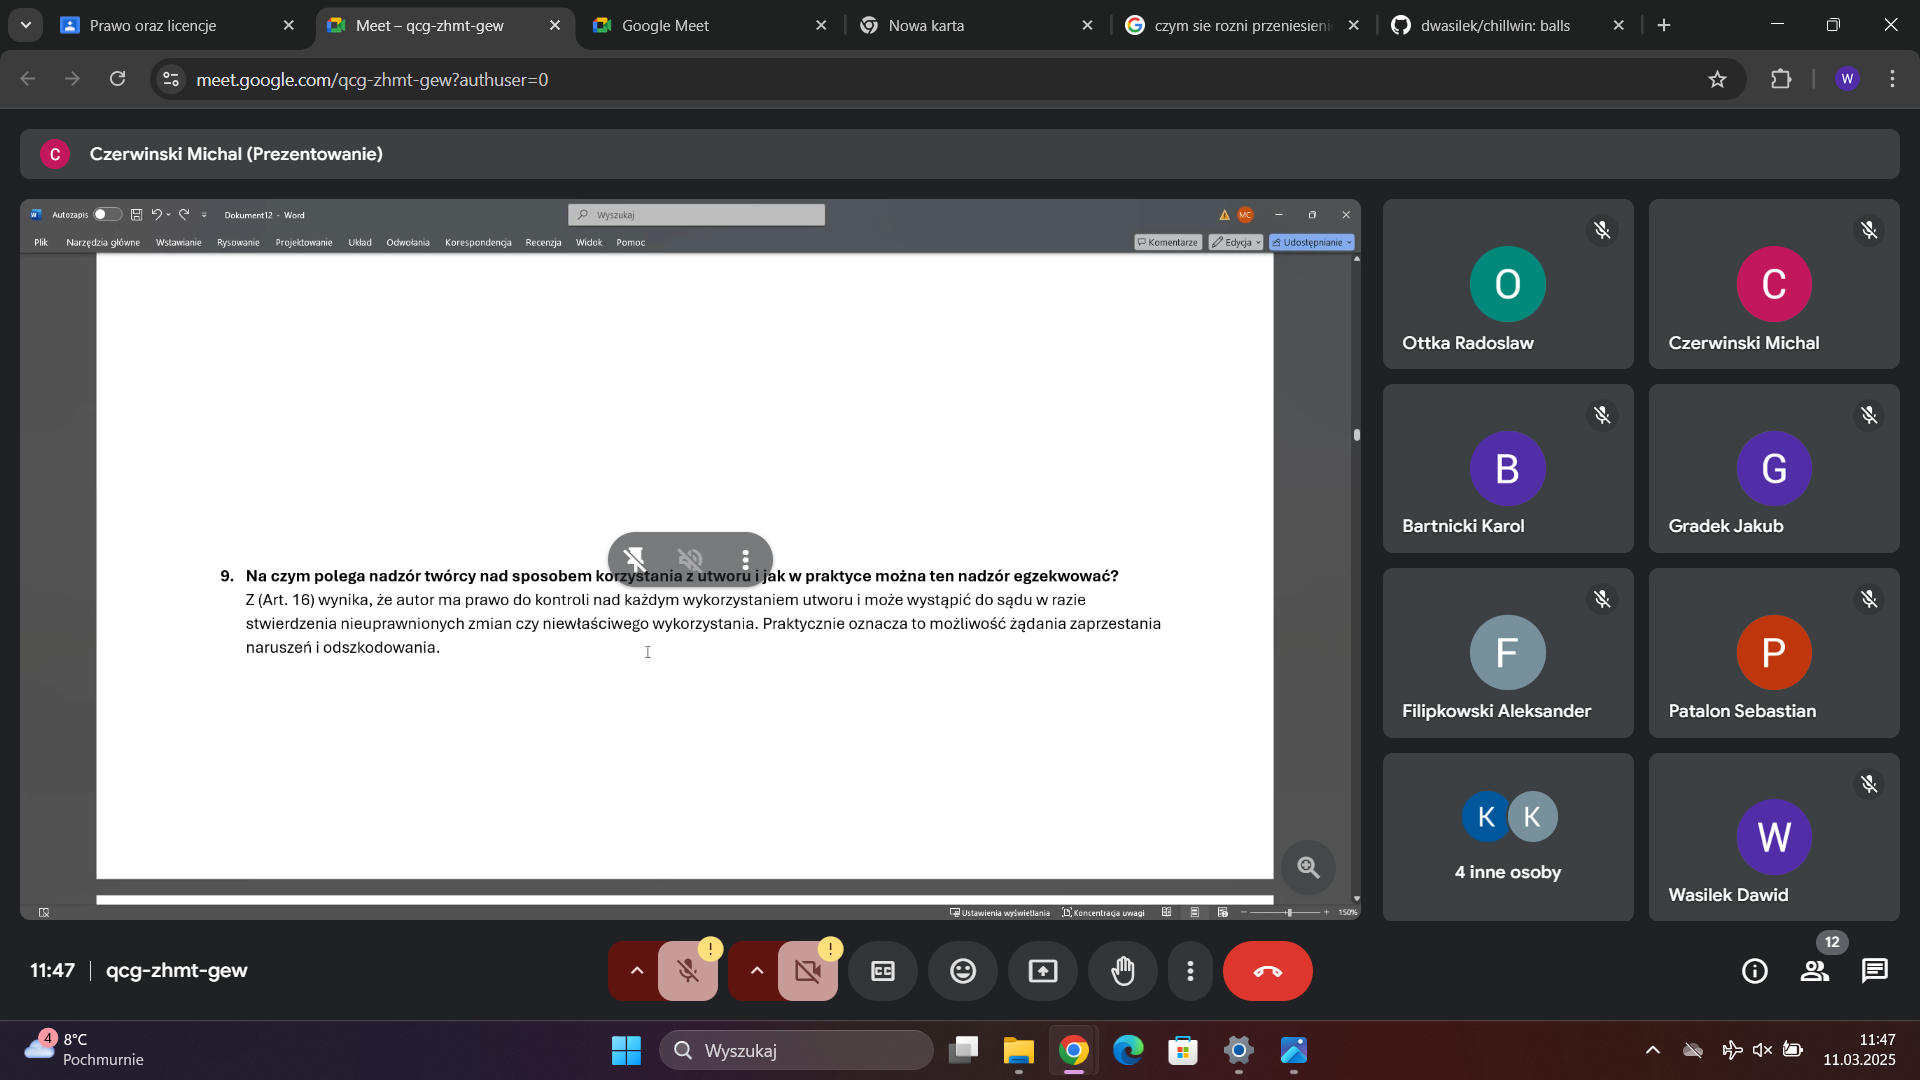 Prawo oraz licencje
Meet – qcg-zhmt-gew
Google Meet
Nowa karta
czym sie rozni przeniesieni
dwasilek/chillwin: balls
meet.google.com/qcg-zhmt-gew?authuser=0
W
C
Czerwinski Michal (Prezentowanie)
Autozapis
Dokument12 - Word
Wyszukaj
MC
Plik
Narzędzia główne
Wstawianie
Rysowanie
Projektowanie
Układ
Odwołania
Korespondencja
Recenzja
Widok
Pomoc
Komentarze
Edycja
Udostępnianie
9. Na czym polega nadzór twórcy nad sposobem korzystania z utworu i jak w praktyce można ten nadzór egzekwować?
Z (Art. 16) wynika, że autor ma prawo do kontroli nad każdym wykorzystaniem utworu i może wystąpić do sądu w razie
stwierdzenia nieuprawnionych zmian czy niewłaściwego wykorzystania. Praktycznie oznacza to możliwość żądania zaprzestania
naruszeń i odszkodowania.
Ustawienia wyświetlania
Koncentracja uwagi
150%
O
Ottka Radoslaw
C
Czerwinski Michal
B
Bartnicki Karol
G
Gradek Jakub
F
Filipkowski Aleksander
P
Patalon Sebastian
K K
4 inne osoby
W
Wasilek Dawid
11:47
qcg-zhmt-gew
12
4
8°C
Pochmurnie
Wyszukaj
11:47
11.03.2025